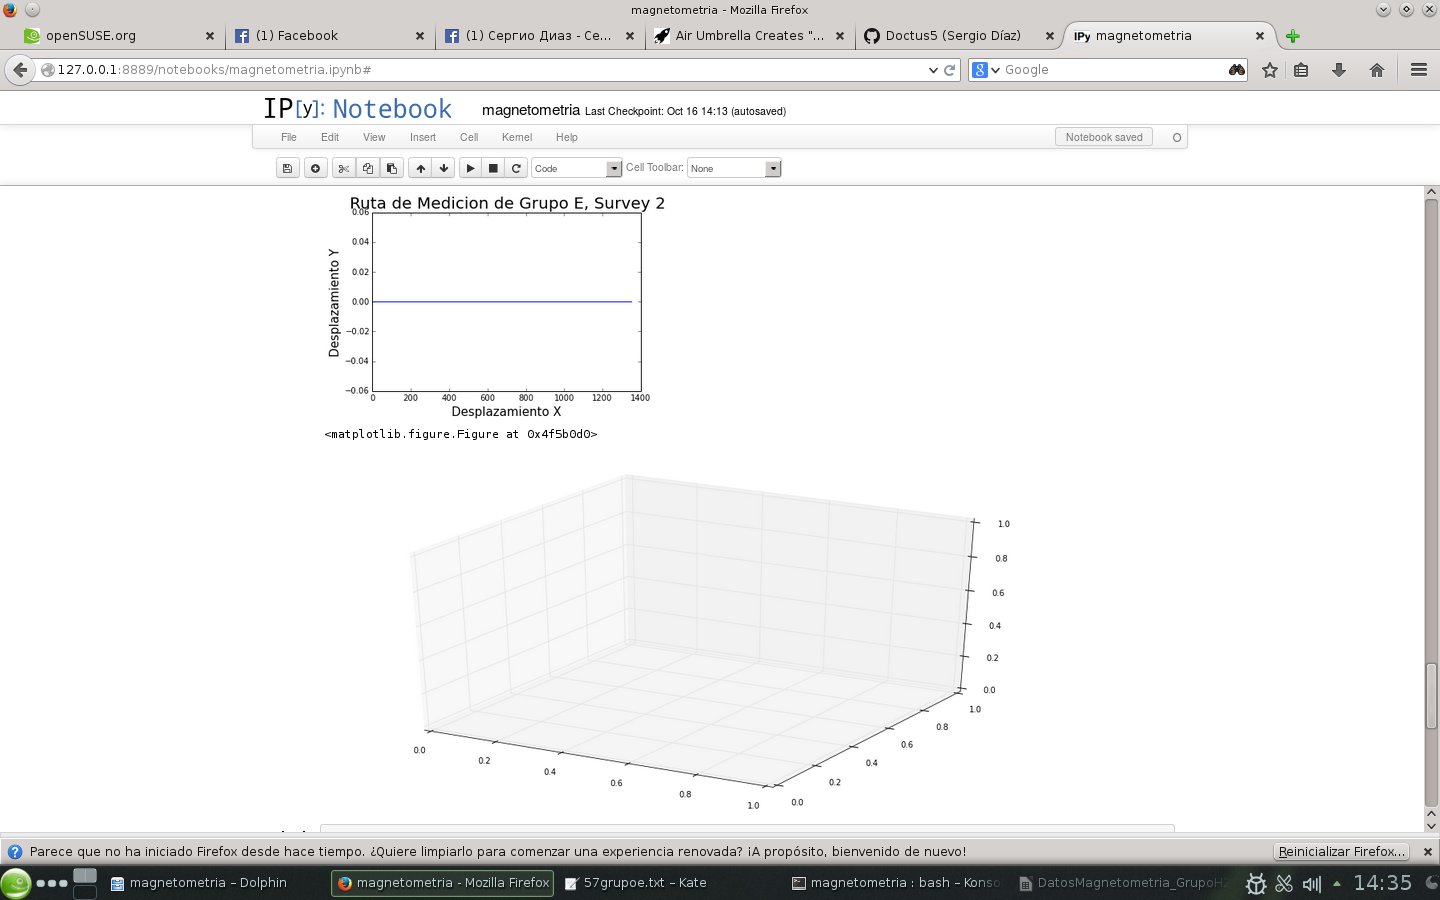 magnetometria - Mozilla Firefox
openSUSE.org
(1) Facebook
(1) Сергио Диаз - Ce...
Air Umbrella Creates "...
Doctus5 (Sergio Díaz)
IPy magnetometria
127.0.0.1:8889/notebooks/magnetometria.ipynb#
Google
IP[y]: Notebook
magnetometria Last Checkpoint: Oct 16 14:13 (autosaved)
File Edit View Insert Cell Kernel Help
Notebook saved
Code
Cell Toolbar:
None
Ruta de Medicion de Grupo E, Survey 2
0.06
0.04
0.02
0.00
−0.02
−0.04
−0.06
Desplazamiento Y
0 200 400 600 800 1000 1200 1400
Desplazamiento X
<matplotlib.figure.Figure at 0x4f5b0d0>
1.0
0.8
0.6
0.4
0.2
0.0
1.0
0.8
0.6
0.4
0.2
0.0
0.0
0.2
0.4
0.6
0.8
1.0
Parece que no ha iniciado Firefox desde hace tiempo. ¿Quiere limpiarlo para comenzar una experiencia renovada? ¡A propósito, bienvenido de nuevo!
Reinicializar Firefox...
magnetometria – Dolphin
magnetometria - Mozilla Firefox
57grupoe.txt – Kate
magnetometria : bash – Konso
DatosMagnetometria_GrupoH
14:35